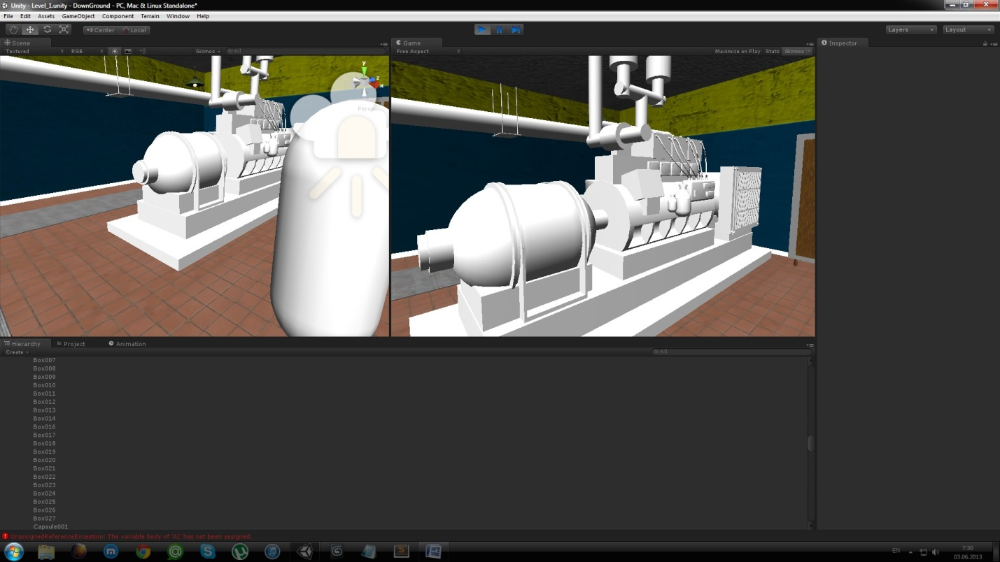 Unity - Level_1.unity - DownGround - PC, Mac & Linux Standalone*
File Edit Assets GameObject Component Terrain Window Help
Center Local Layers Layout
Scene
Textured RGB Gizmos All
Game
Free Aspect Maximize on Play Stats Gizmos
Inspector
y
z
x
Persp
Hierarchy Project Animation
Create All
Box007
Box008
Box009
Box010
Box011
Box012
Box013
Box014
Box016
Box017
Box018
Box019
Box020
Box021
Box022
Box023
Box024
Box025
Box026
Box027
Capsule001
UnassignedReferenceException: The variable body of 'AI' has not been assigned.
EN
7:30
03.06.2013